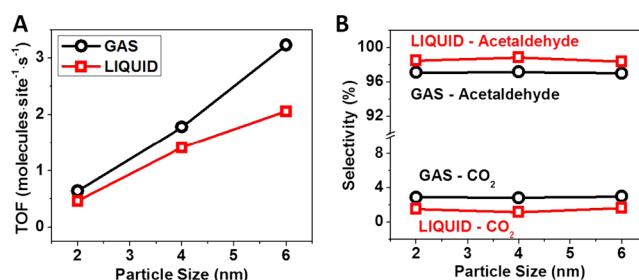 A
GAS
LIQUID
TOF (molecules·site⁻¹·s⁻¹)
3
2
1
0
2
3
4
5
6
Particle Size (nm)
B
LIQUID - Acetaldehyde
GAS - Acetaldehyde
GAS - CO₂
LIQUID - CO₂
Selectivity (%)
100
96
92
8
4
0
2
3
4
5
6
Particle Size (nm)